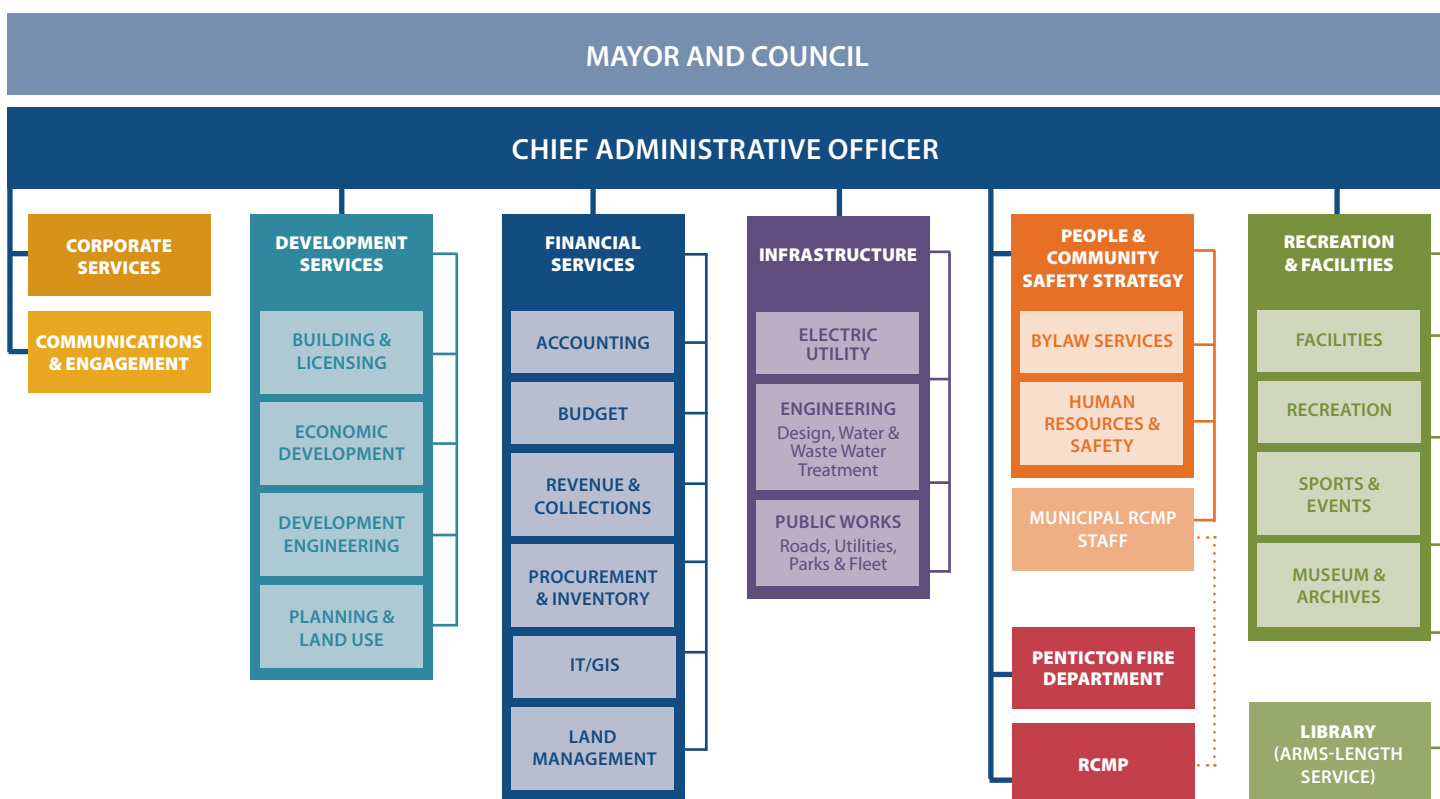 MAYOR AND COUNCIL
CHIEF ADMINISTRATIVE OFFICER
CORPORATE
SERVICES
COMMUNICATIONS
& ENGAGEMENT
DEVELOPMENT
SERVICES
BUILDING &
LICENSING
ECONOMIC
DEVELOPMENT
DEVELOPMENT
ENGINEERING
PLANNING &
LAND USE
FINANCIAL
SERVICES
ACCOUNTING
BUDGET
REVENUE &
COLLECTIONS
PROCUREMENT
& INVENTORY
IT/GIS
LAND
MANAGEMENT
INFRASTRUCTURE
ELECTRIC
UTILITY
ENGINEERING
Design, Water &
Waste Water
Treatment
PUBLIC WORKS
Roads, Utilities,
Parks & Fleet
PEOPLE &
COMMUNITY
SAFETY STRATEGY
BYLAW SERVICES
HUMAN
RESOURCES &
SAFETY
MUNICIPAL RCMP
STAFF
PENTICTON FIRE
DEPARTMENT
RCMP
RECREATION
& FACILITIES
FACILITIES
RECREATION
SPORTS &
EVENTS
MUSEUM &
ARCHIVES
LIBRARY
(ARMS-LENGTH
SERVICE)